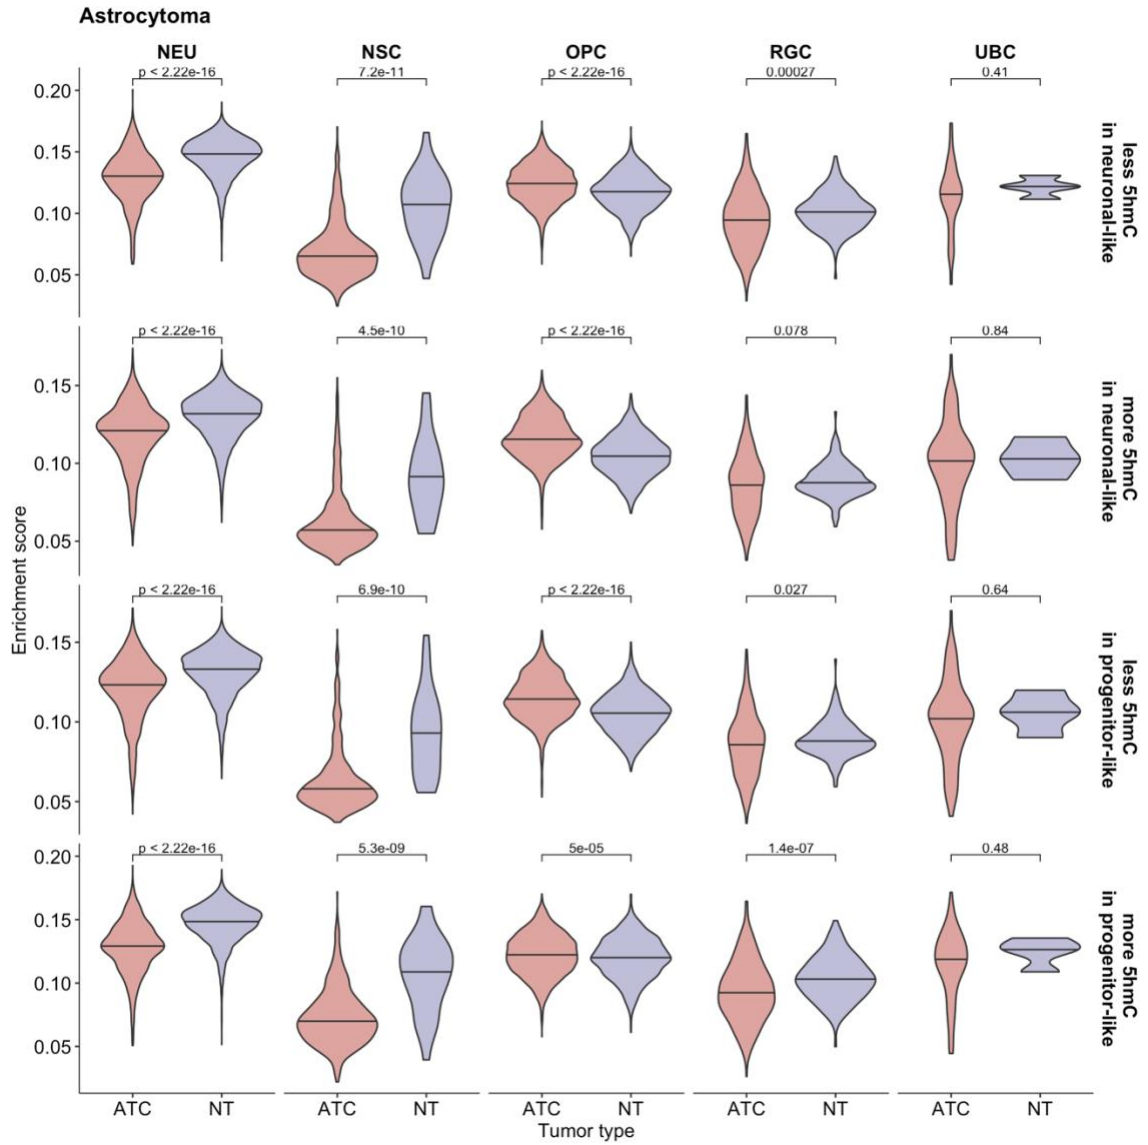 Astrocytoma
NEU NSC OPC RGC UBC
p < 2.22e-16 7.2e-11 p < 2.22e-16 0.00027 0.41
0.20
0.15
0.10
0.05
less 5hmC
in neuronal-like
p < 2.22e-16 4.5e-10 p < 2.22e-16 0.078 0.84
0.15
0.10
0.05
more 5hmC
in neuronal-like
Enrichment score
p < 2.22e-16 6.9e-10 p < 2.22e-16 0.027 0.64
0.15
0.10
0.05
less 5hmC
in progenitor-like
p < 2.22e-16 5.3e-09 5e-05 1.4e-07 0.48
0.20
0.15
0.10
0.05
more 5hmC
in progenitor-like
ATC NT ATC NT ATC NT ATC NT ATC NT
Tumor type